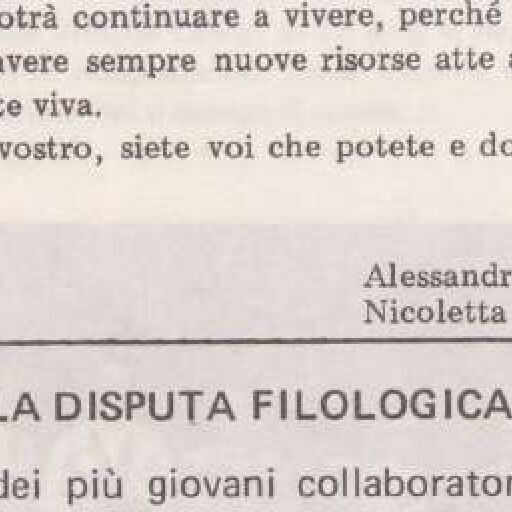 otrà continuare a vivere, perché
avere sempre nuove risorse atte
te viva.
vostro, siete voi che potete e do
Alessandr
Nicoletta
LA DISPUTA FILOLOGICA
dei più giovani collaborator